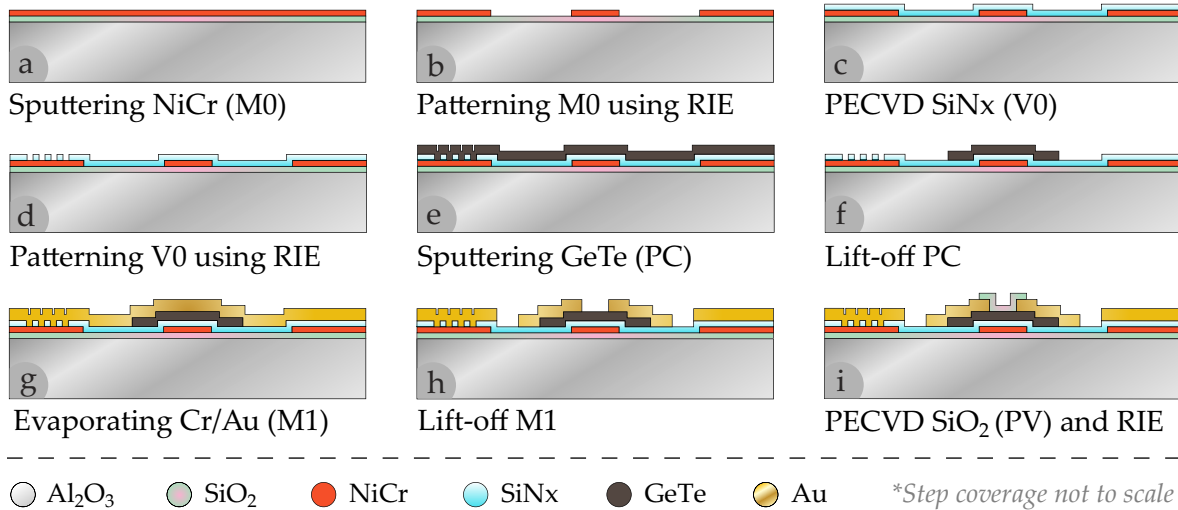 a
Sputtering NiCr (M0)
b
Patterning M0 using RIE
c
PECVD SiNx (V0)
d
Patterning V0 using RIE
e
Sputtering GeTe (PC)
f
Lift-off PC
g
Evaporating Cr/Au (M1)
h
Lift-off M1
i
PECVD SiO₂ (PV) and RIE
Al₂O₃ SiO₂ NiCr SiNx GeTe Au *Step coverage not to scale